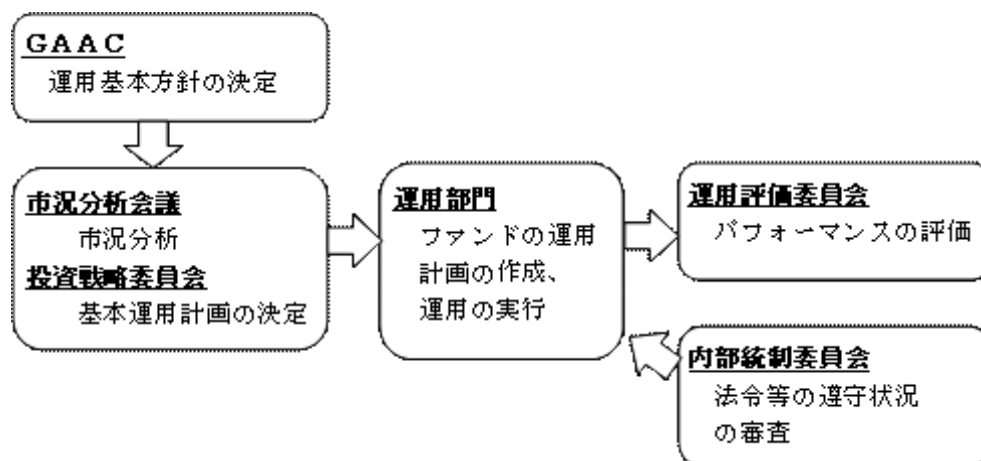 ＧＡＡＣ
運用基本方針の決定
市況分析会議
市況分析
投資戦略委員会
基本運用計画の決定
運用部門
ファンドの運用
計画の作成、
運用の実行
運用評価委員会
パフォーマンスの評価
内部統制委員会
法令等の遵守状況
の審査